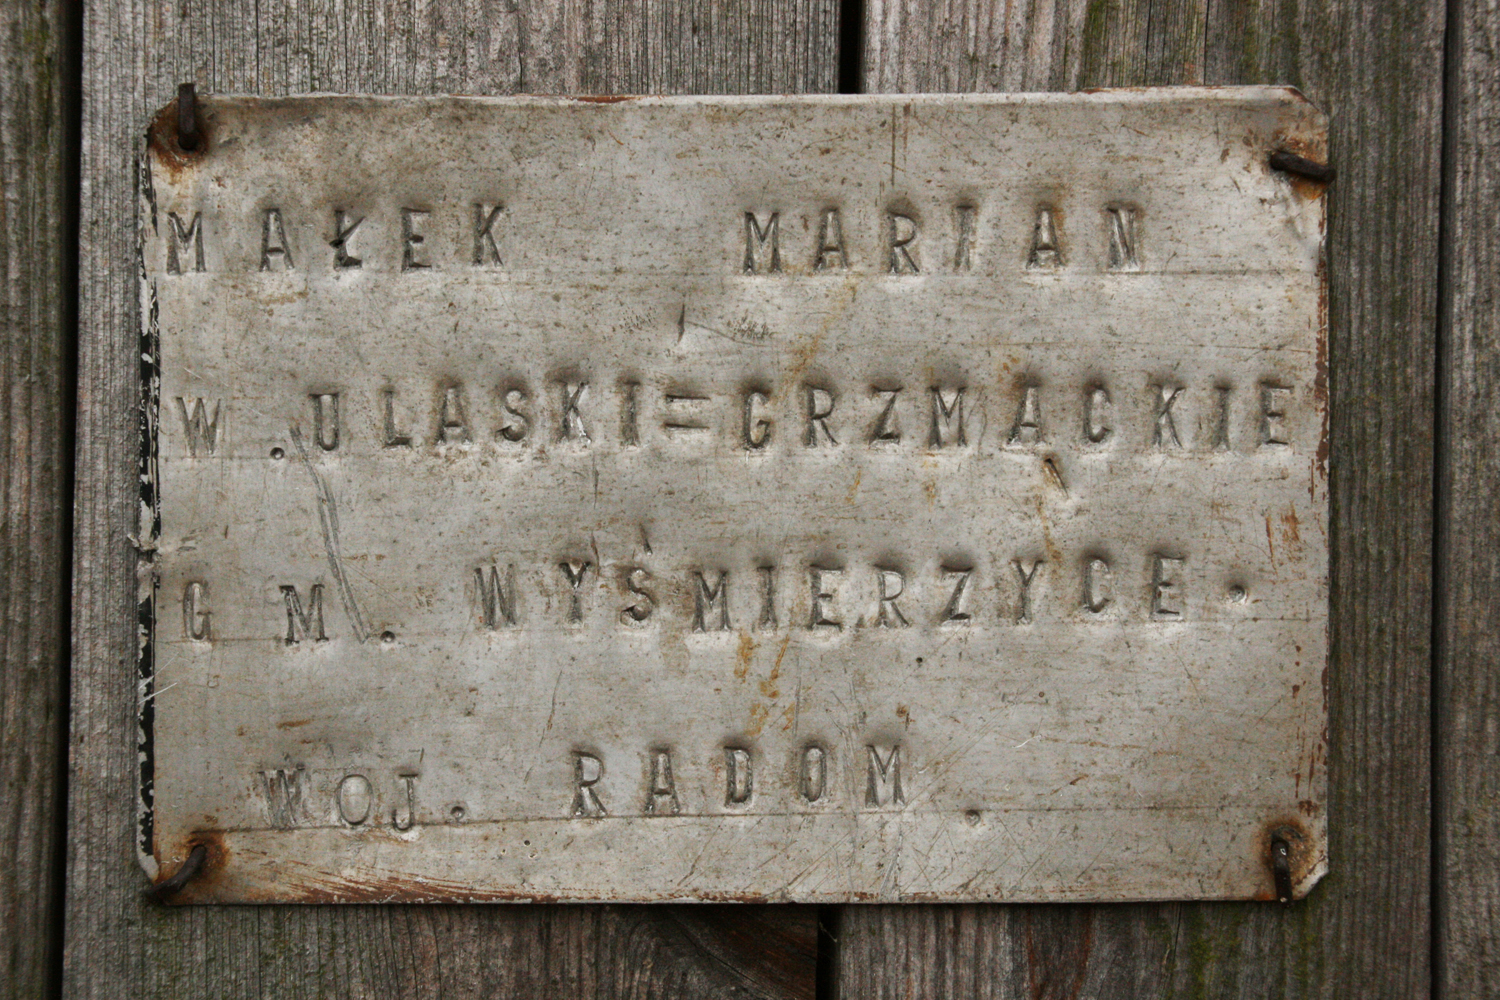 MAŁEK MARIAN
W. ULASKI=GRZMĄCKIE
GM. WYŚMIERZYCE.
WOJ. RADOM.